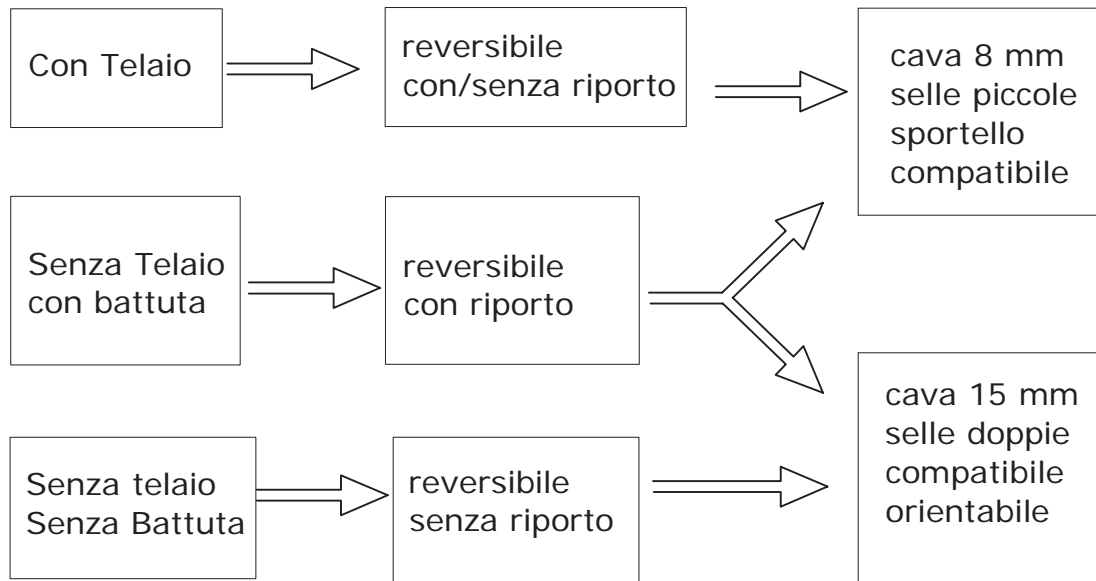 Con Telaio
reversibile
con/senza riporto
cava 8 mm
selle piccole
sportello
compatibile
Senza Telaio
con battuta
reversibile
con riporto
Senza telaio
Senza Battuta
reversibile
senza riporto
cava 15 mm
selle doppie
compatibile
orientabile